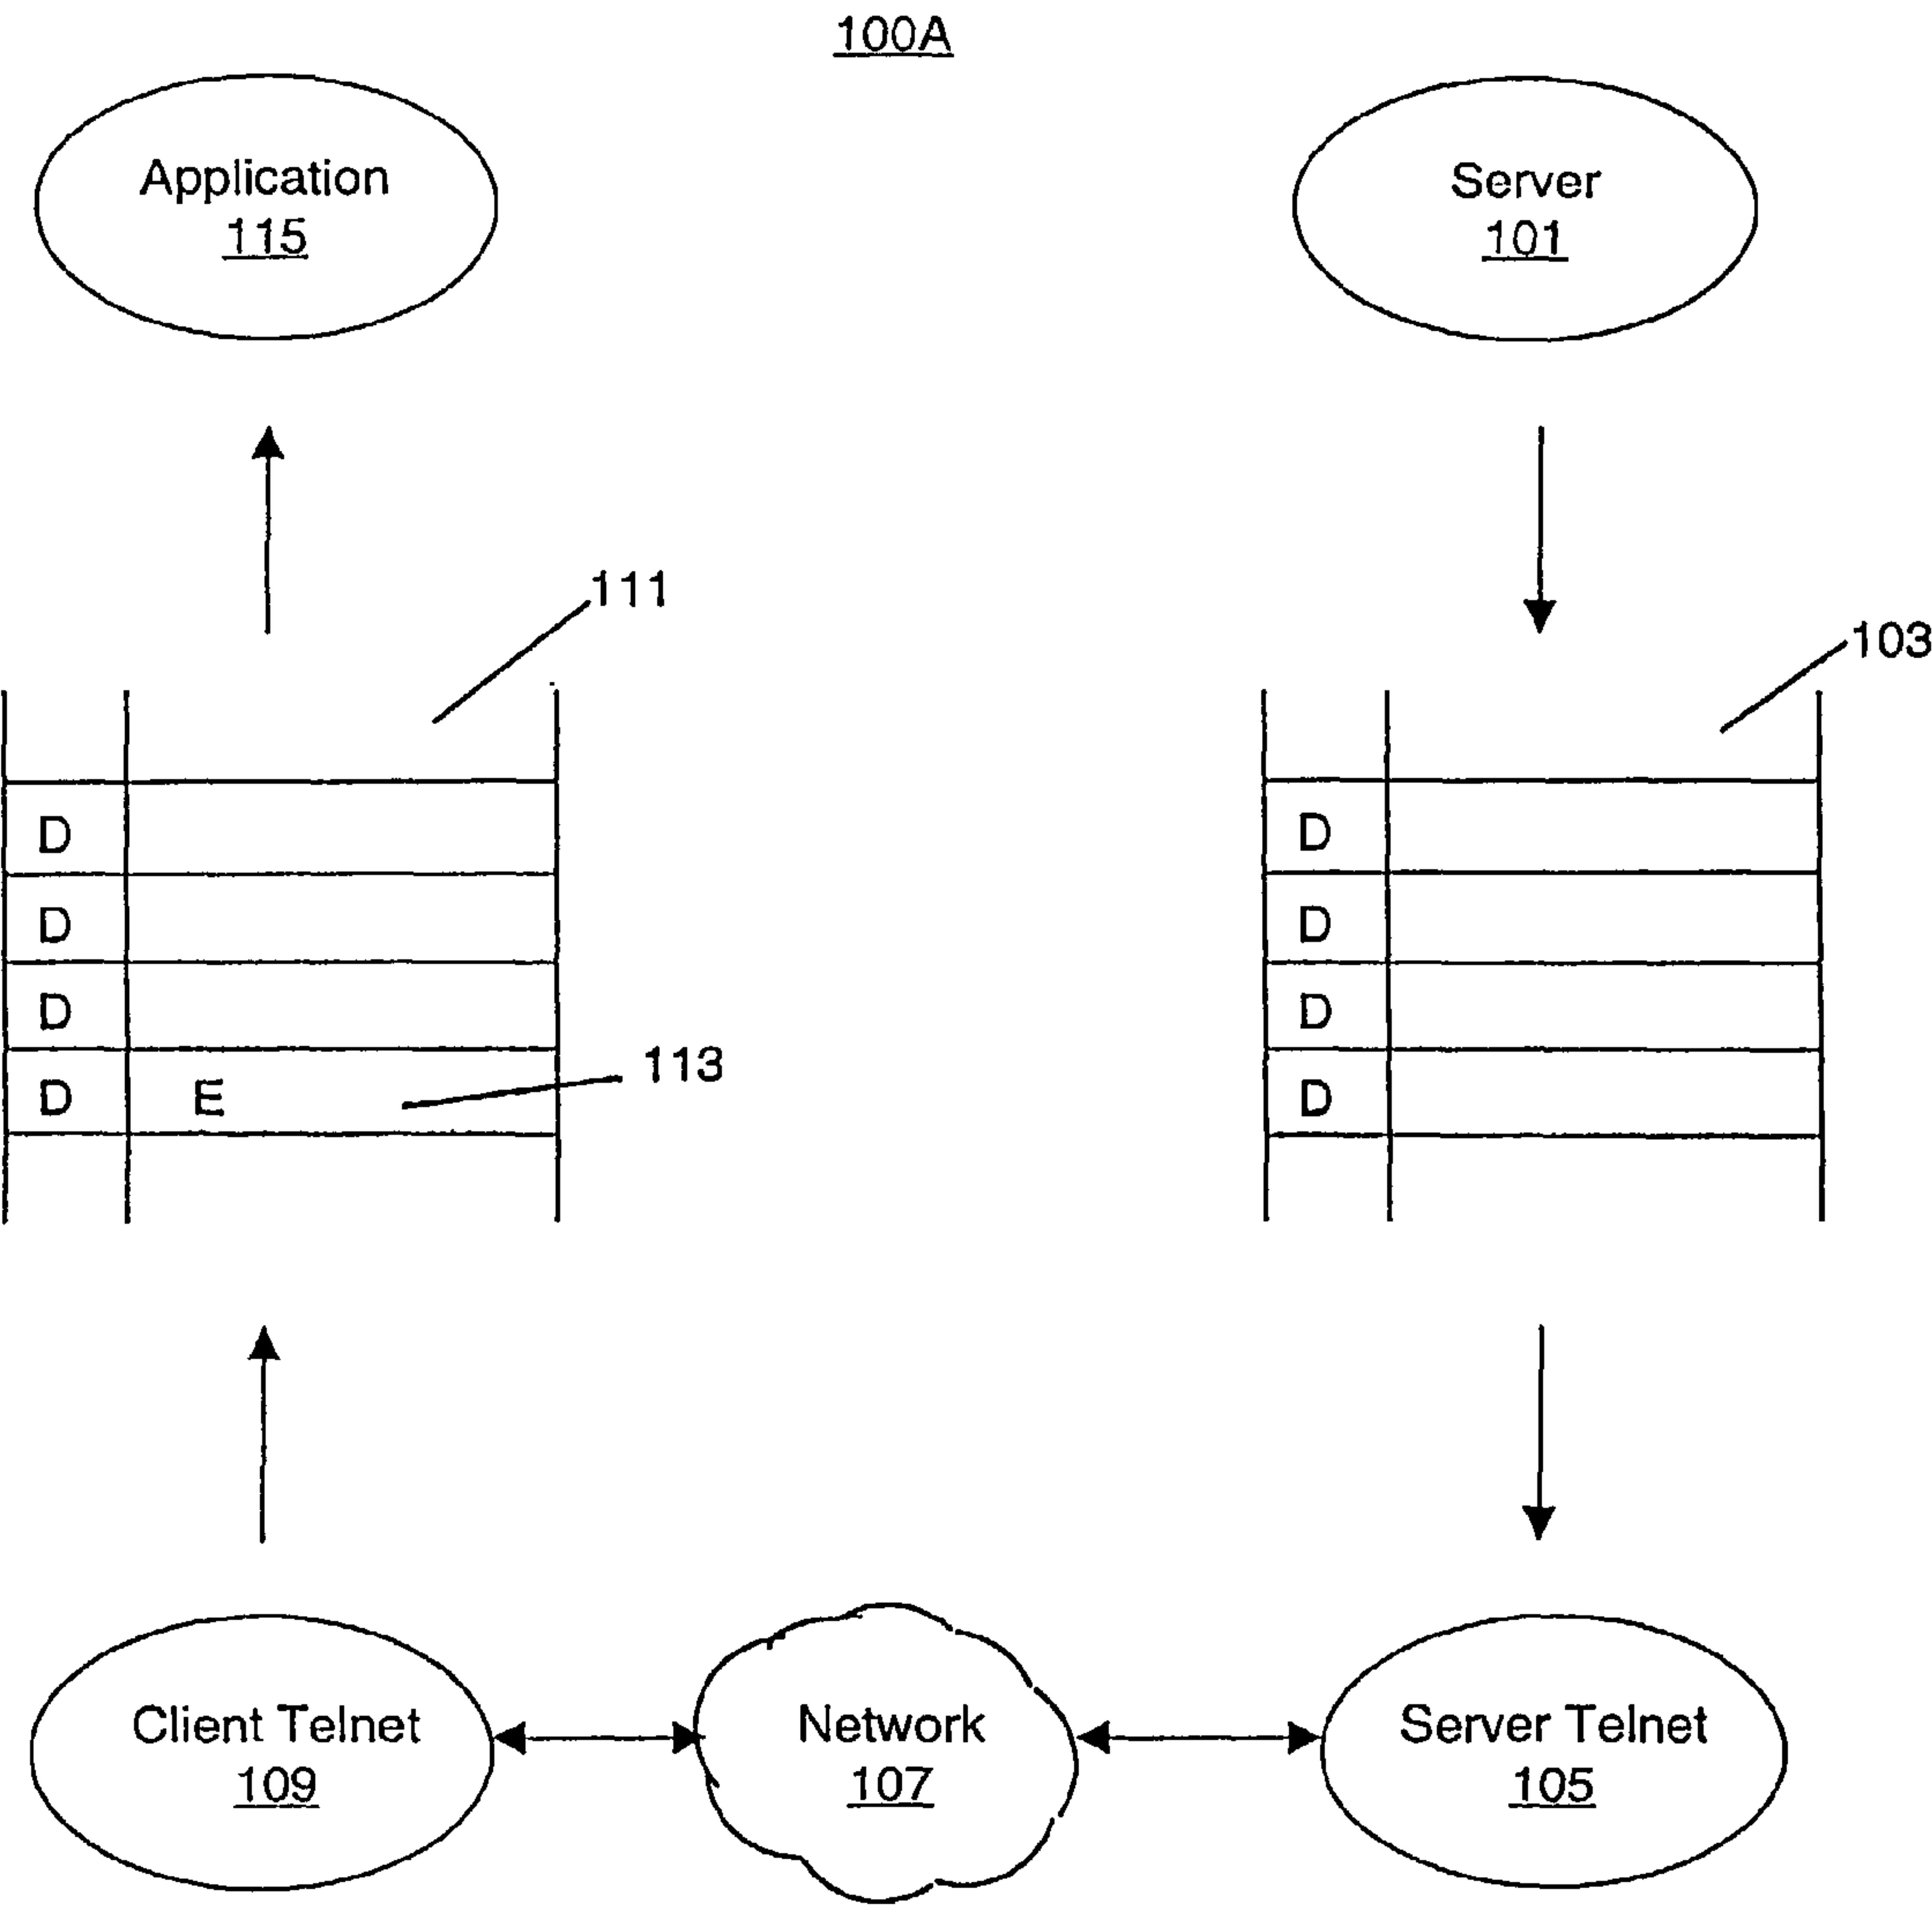 100A
Application
115
Server
101
111
103
D
D
D
D E
113
D
D
D
D
Client Telnet
109
Network
107
Server Telnet
105